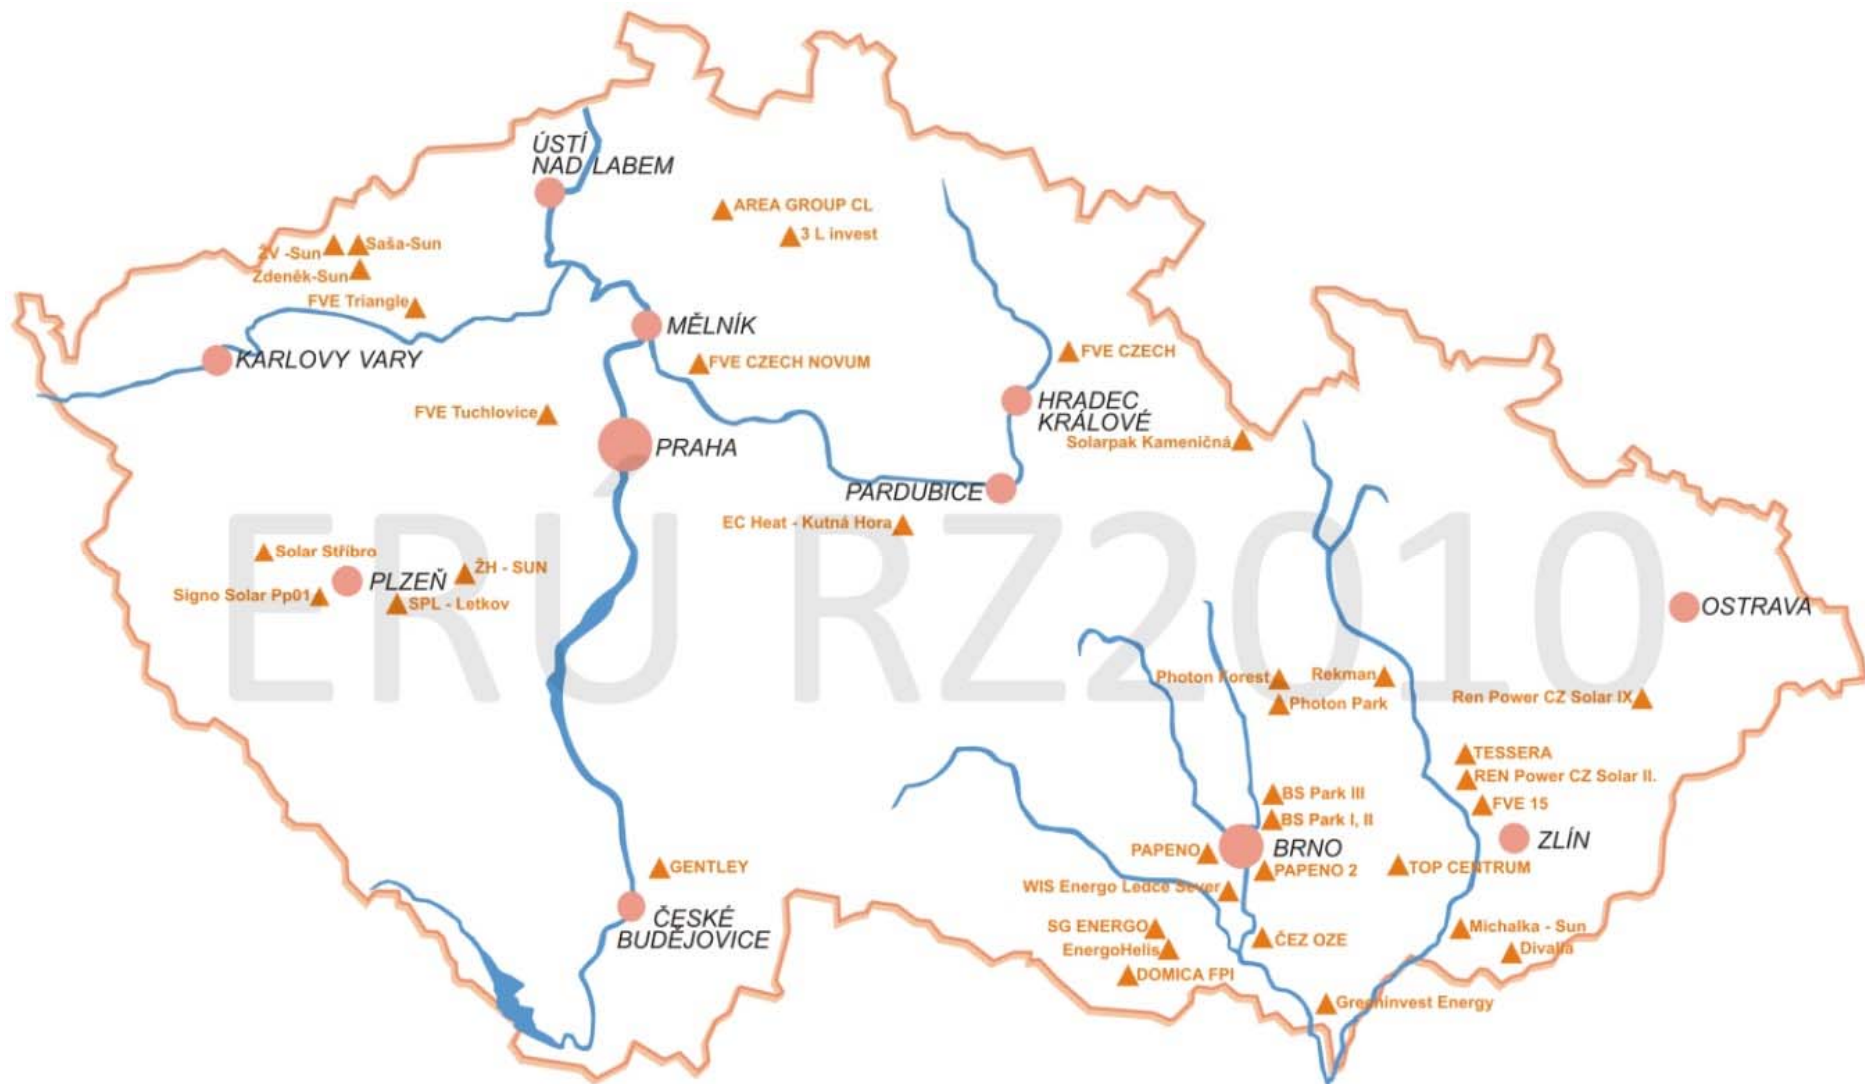 ÚSTÍ
NAD LABEM
AREA GROUP CL
3 L invest
ŽV -Sun
Saša-Sun
Zdeněk-Sun
FVE Triangle
MĚLNÍK
KARLOVY VARY
FVE CZECH NOVUM
FVE CZECH
FVE Tuchlovice
HRADEC
KRÁLOVÉ
PRAHA
Solarpak Kameničná
PARDUBICE
EC Heat - Kutná Hora
ERÚ RZ2010
Solar Stříbro
PLZEŇ
ŽH - SUN
Signo Solar Pp01
SPL - Letkov
OSTRAVA
Photon Forest
Rekman
Photon Park
Ren Power CZ Solar IX
TESSERA
REN Power CZ Solar II.
BS Park III
FVE 15
BS Park I, II
ZLÍN
BRNO
PAPENO
PAPENO 2
TOP CENTRUM
GENTLEY
WIS Energo Ledce Sever
ČESKÉ
BUDĚJOVICE
SG ENERGO
Michalka - Sun
ČEZ OZE
EnergoHelis
Divalia
DOMICA FPI
Greeninvest Energy